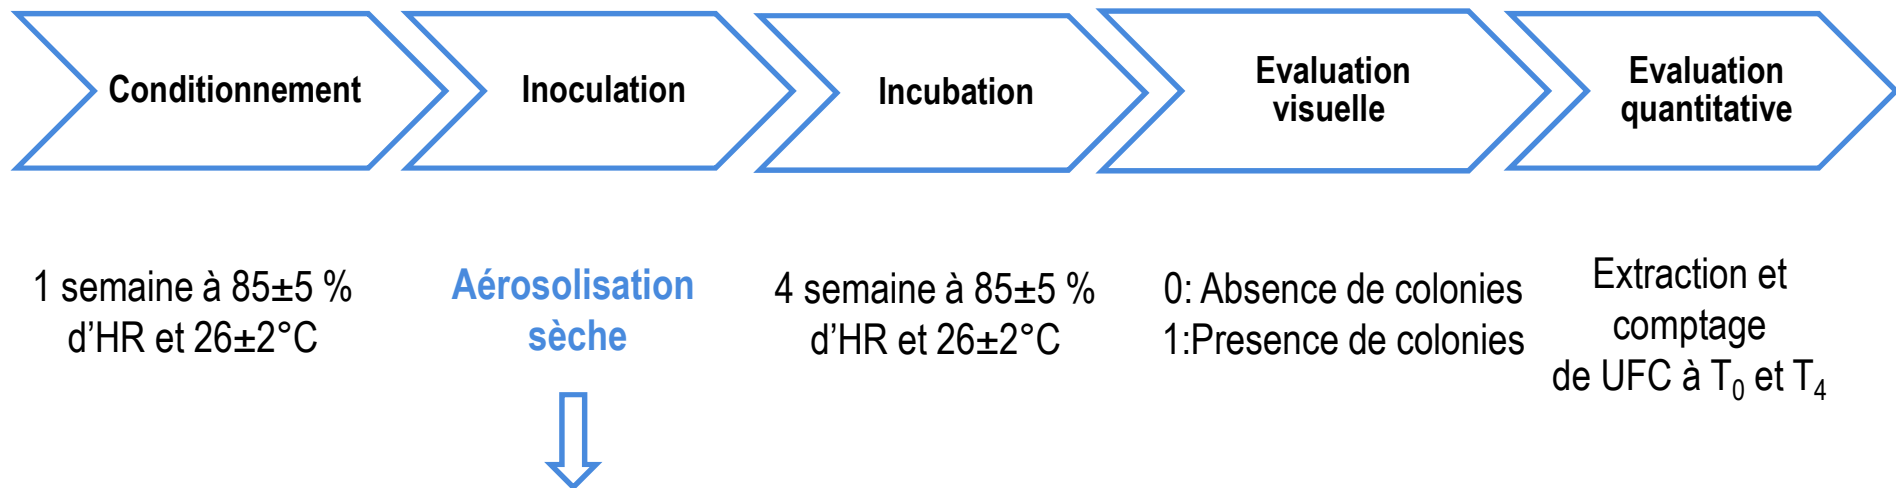 Conditionnement
Inoculation
Incubation
Evaluation
visuelle
Evaluation
quantitative
1 semaine à 85±5 %
d'HR et 26±2°C
Aérosolisation
sèche
4 semaine à 85±5 %
d'HR et 26±2°C
0: Absence de colonies
1:Presence de colonies
Extraction et
comptage
de UFC à T₀ et T₄